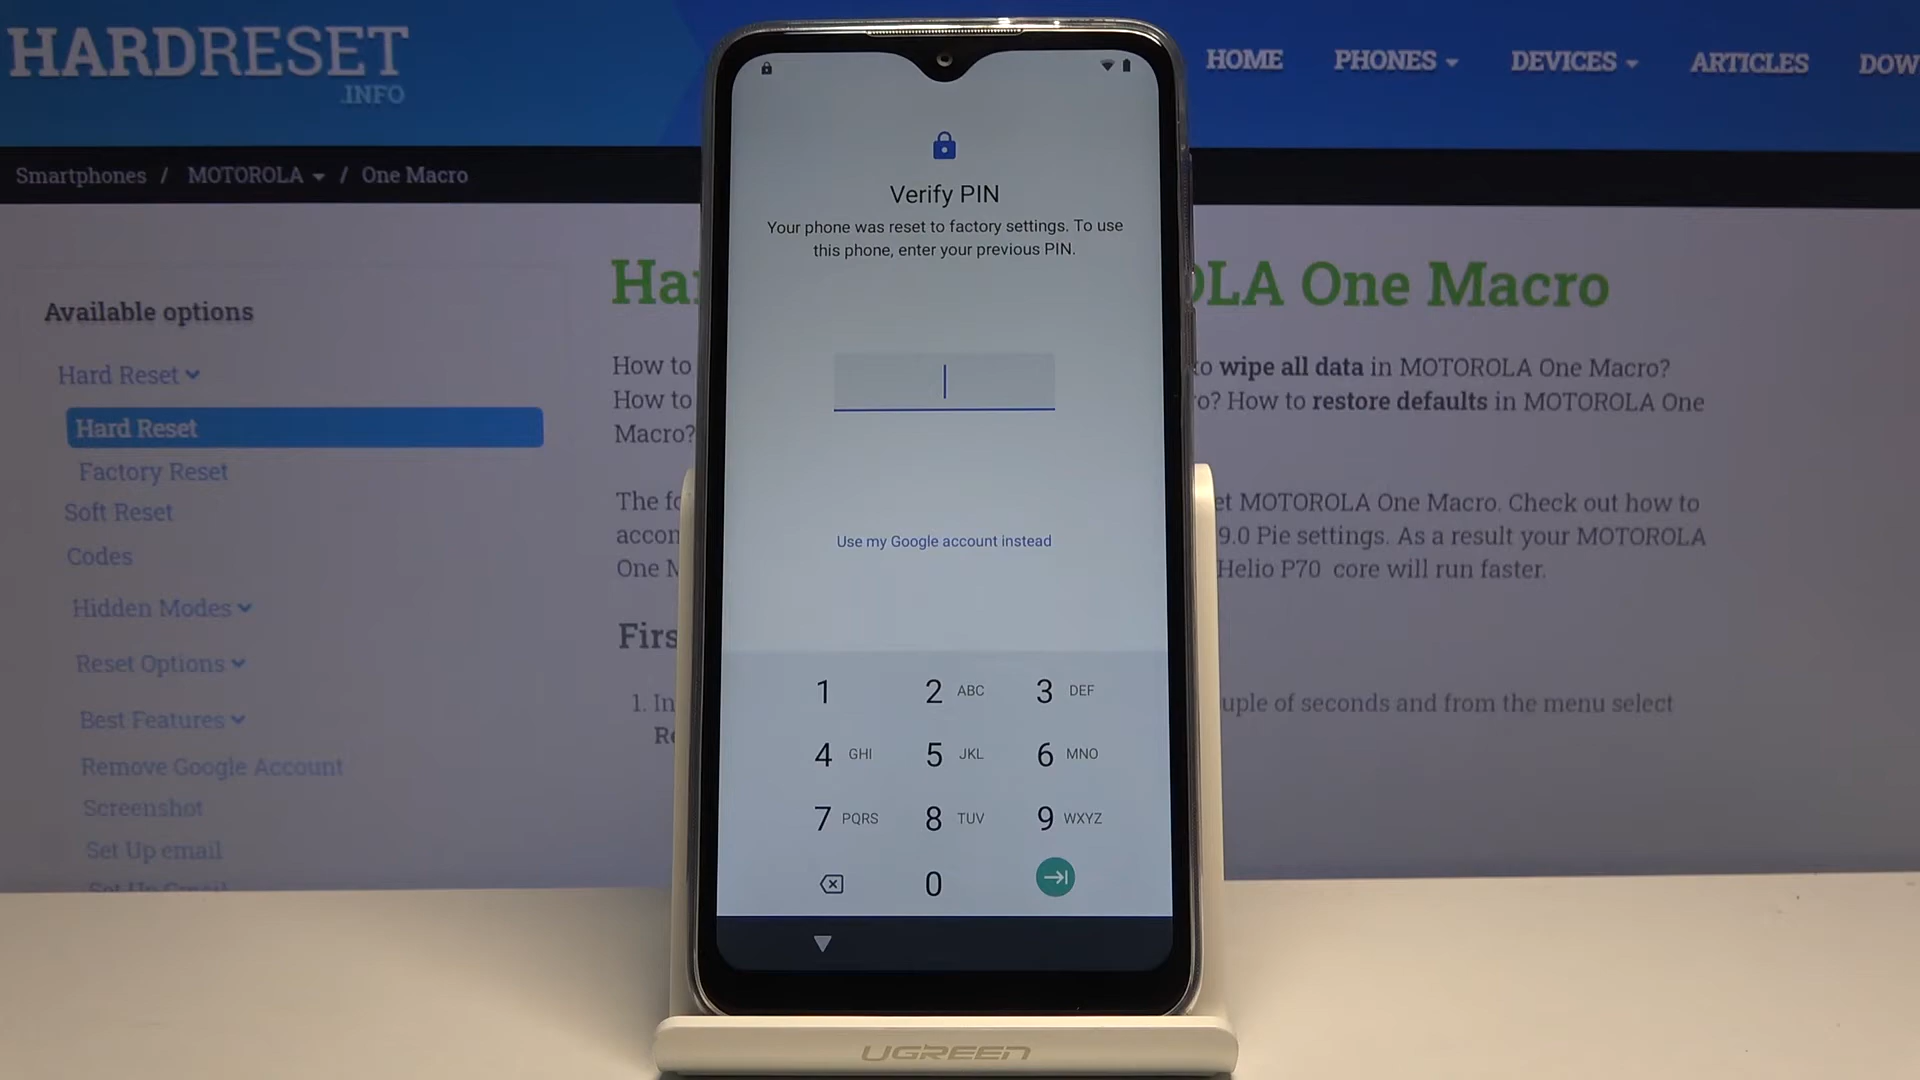 HARDRESET
.INFO
HOME PHONES DEVICES ARTICLES DOW
Smartphones / MOTOROLA / One Macro
Available options
Hard Reset
Hard Reset
Factory Reset
Soft Reset
Codes
Hidden Modes
Reset Options
Best Features
Remove Google Account
Screenshot
Set Up email
Set Up Gmail
Ha OLA One Macro
How to to wipe all data in MOTOROLA One Macro?
How to o? How to restore defaults in MOTOROLA One
Macro?
The fo et MOTOROLA One Macro. Check out how to
accon 9.0 Pie settings. As a result your MOTOROLA
One M Helio P70 core will run faster.
Firs
1. In uple of seconds and from the menu select
Re
Verify PIN
Your phone was reset to factory settings. To use
this phone, enter your previous PIN.
Use my Google account instead
1 2 ABC 3 DEF
4 GHI 5 JKL 6 MNO
7 PQRS 8 TUV 9 WXYZ
0
UGREEN